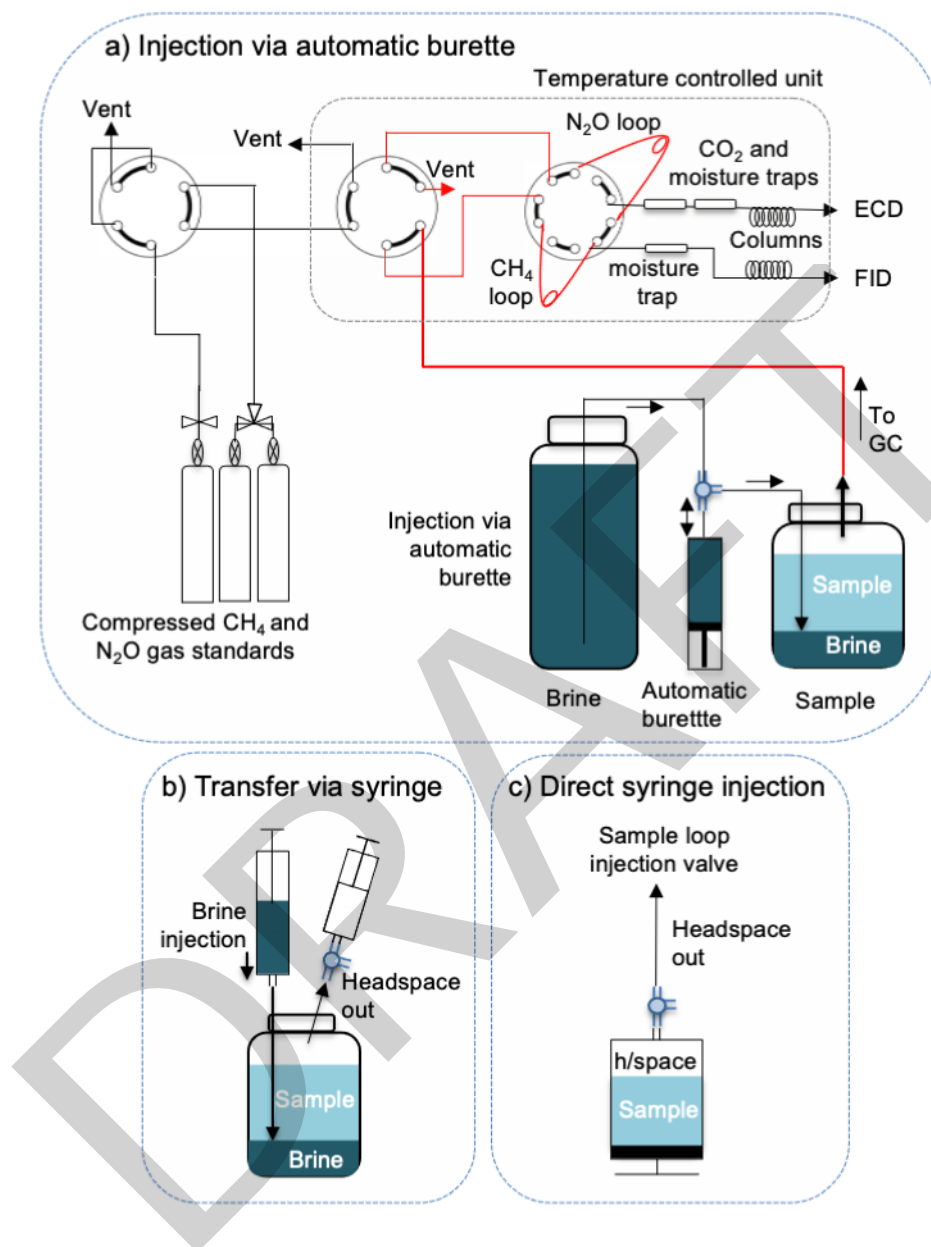 a) Injection via automatic burette
Temperature controlled unit
Vent
Vent
N₂O loop
Vent
CO₂ and
moisture traps
ECD
Columns
CH₄
loop
moisture
trap
FID
To
GC
Injection via
automatic
burette
Sample
Brine
Compressed CH₄ and
N₂O gas standards
Brine
Automatic
burettte
Sample
b) Transfer via syringe
Brine
injection
Headspace
out
Sample
Brine
c) Direct syringe injection
Sample loop
injection valve
Headspace
out
h/space
Sample
DRAFT